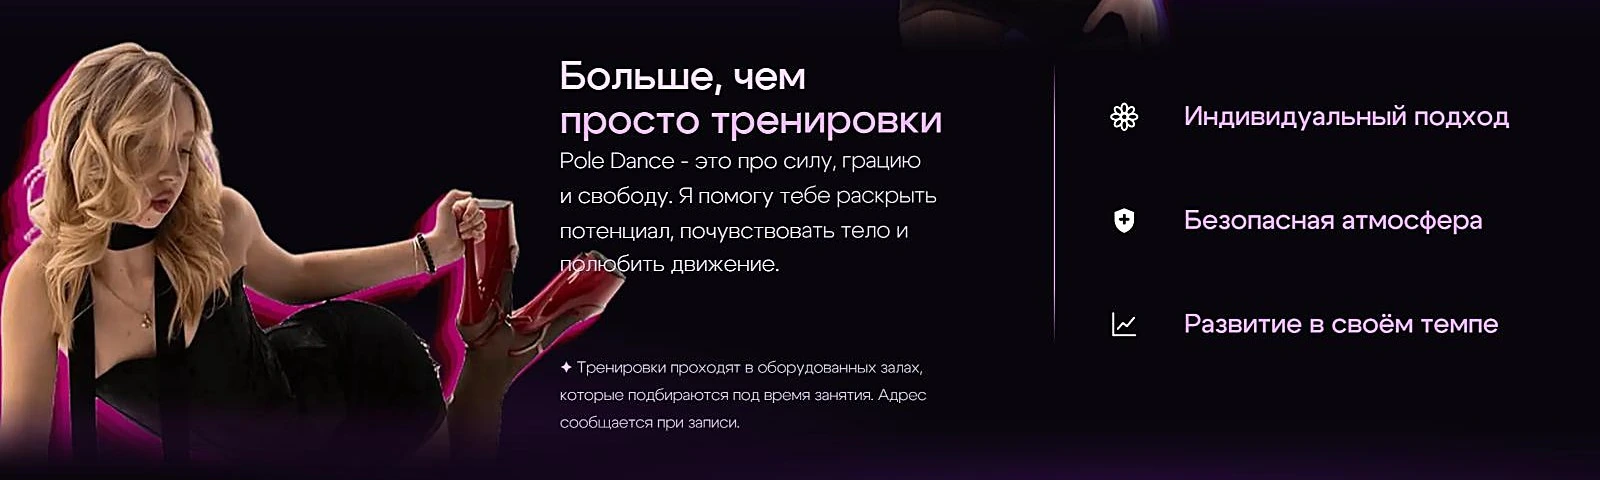 Больше, чем
просто тренировки
Pole Dance - это про силу, грацию
и свободу. Я помогу тебе раскрыть
потенциал, почувствовать тело и
полюбить движение.
✦ Тренировки проходят в оборудованных залах,
которые подбираются под время занятия. Адрес
сообщается при записи.
Индивидуальный подход
Безопасная атмосфера
Развитие в своём темпе